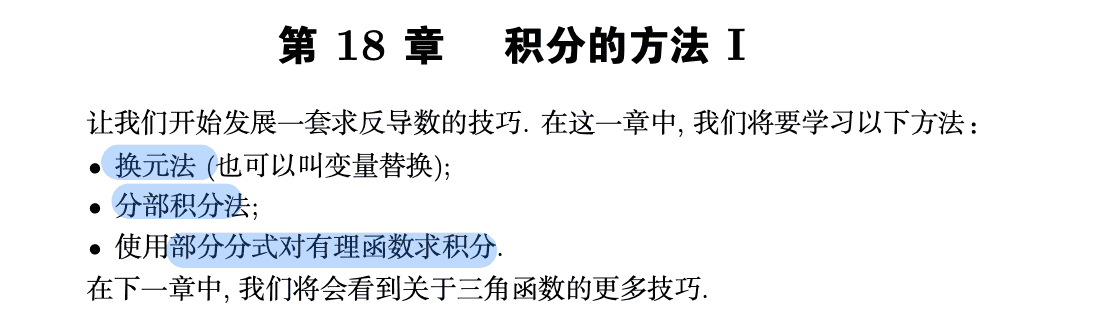 第 18 章 积分的方法 I
让我们开始发展一套求反导数的技巧. 在这一章中, 我们将要学习以下方法：
• 换元法 (也可以叫变量替换);
• 分部积分法;
• 使用部分分式对有理函数求积分.
在下一章中, 我们将会看到关于三角函数的更多技巧.